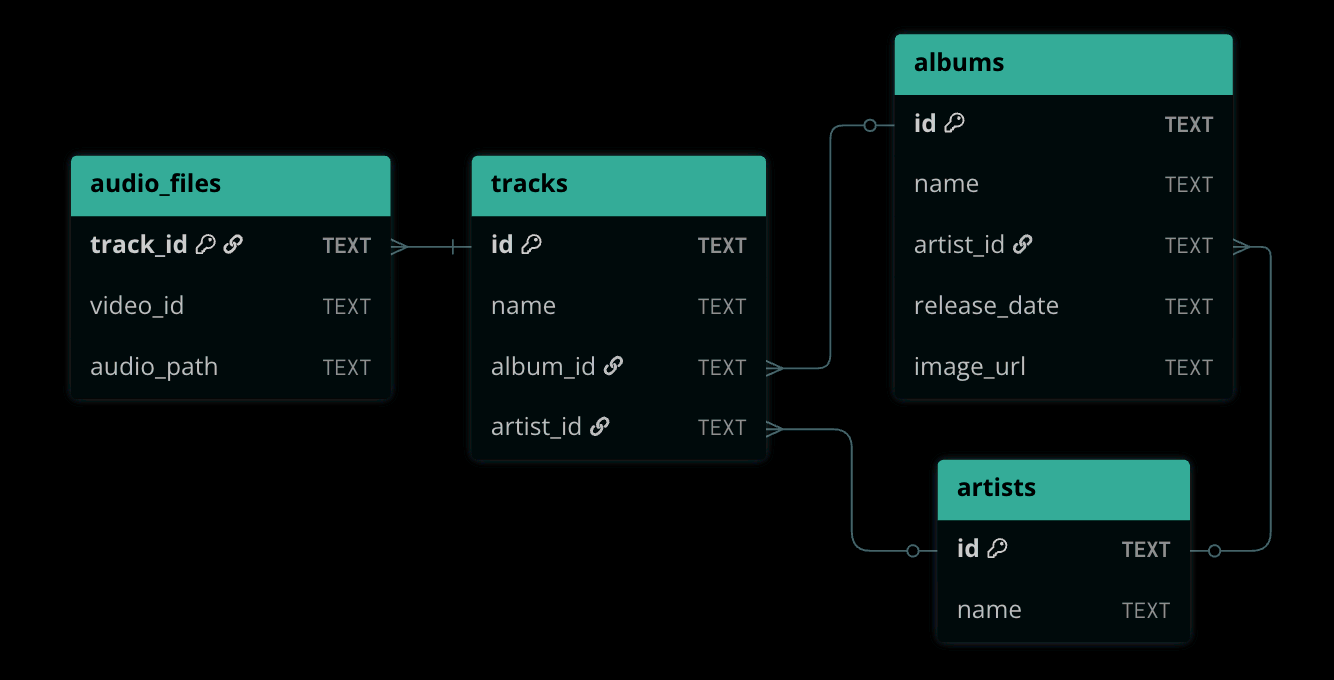 audio_files
track_id TEXT
video_id TEXT
audio_path TEXT
tracks
id TEXT
name TEXT
album_id TEXT
artist_id TEXT
albums
id TEXT
name TEXT
artist_id TEXT
release_date TEXT
image_url TEXT
artists
id TEXT
name TEXT